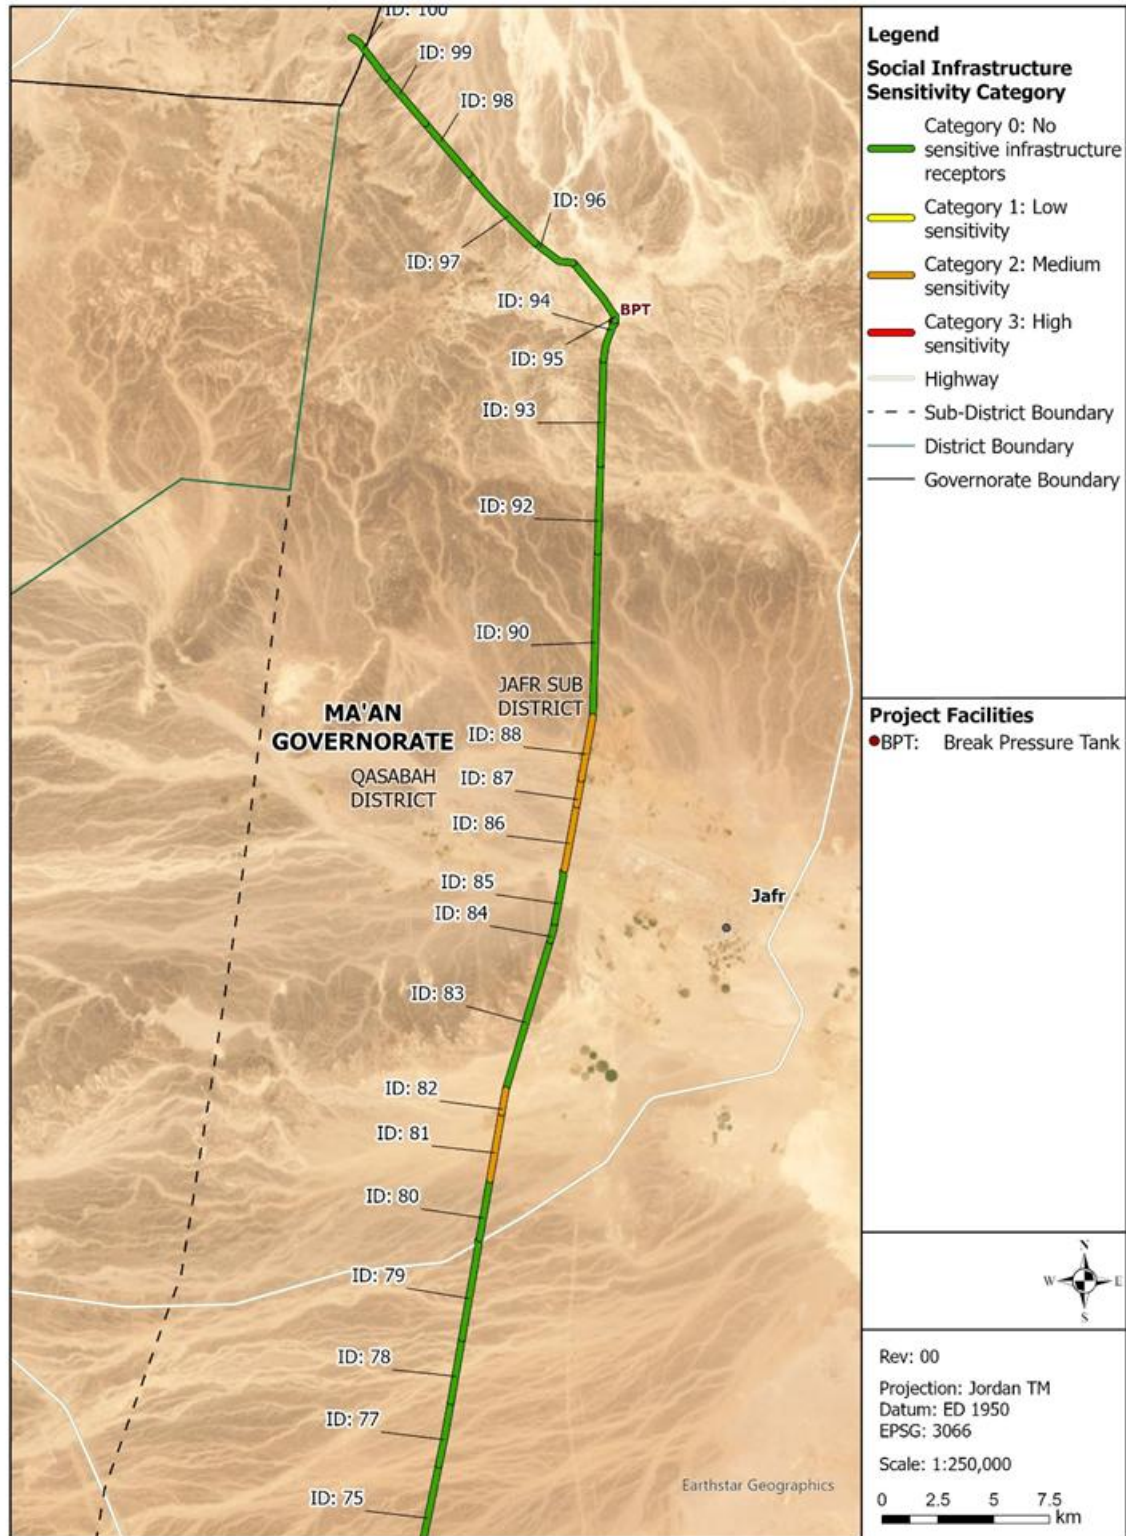 ID: 100
ID: 99
ID: 98
ID: 96
ID: 97
ID: 94
BPT
ID: 95
ID: 93
ID: 92
ID: 90
JAFR SUB
DISTRICT
MA'AN
GOVERNORATE
ID: 88
QASABAH
DISTRICT
ID: 87
ID: 86
ID: 85
Jafr
ID: 84
ID: 83
ID: 82
ID: 81
ID: 80
ID: 79
ID: 78
ID: 77
ID: 75
Earthstar Geographics
Legend
Social Infrastructure
Sensitivity Category
Category 0: No
sensitive infrastructure
receptors
Category 1: Low
sensitivity
Category 2: Medium
sensitivity
Category 3: High
sensitivity
Highway
Sub-District Boundary
District Boundary
Governorate Boundary
Project Facilities
BPT: Break Pressure Tank
N
W E
S
Rev: 00
Projection: Jordan TM
Datum: ED 1950
EPSG: 3066
Scale: 1:250,000
0 2.5 5 7.5
km